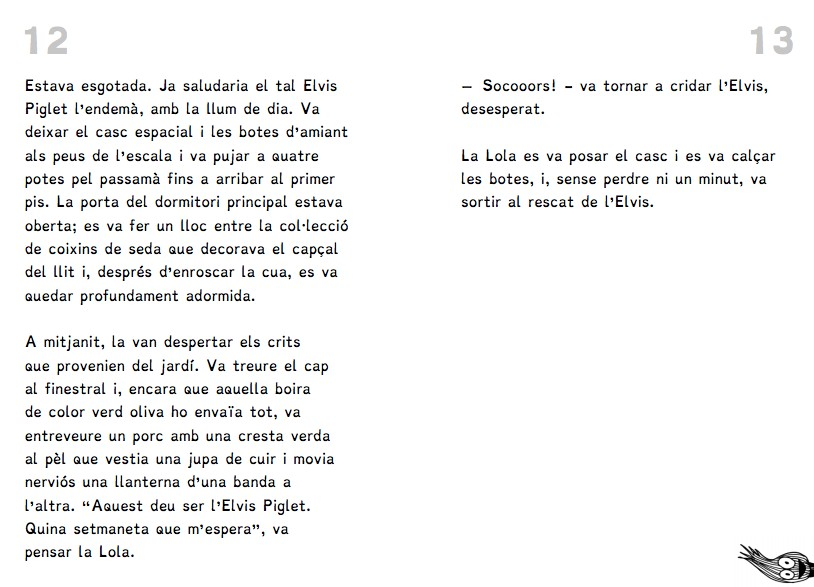 12
Estava esgotada. Ja saludaria el tal Elvis
Piglet l’endemà, amb la llum de dia. Va
deixar el casc espacial i les botes d’amiant
als peus de l’escala i va pujar a quatre
potes pel passamà fins a arribar al primer
pis. La porta del dormitori principal estava
oberta; es va fer un lloc entre la col·lecció
de coixins de seda que decorava el capçal
del llit i, després d’enroscar la cua, es va
quedar profundament adormida.
A mitjanit, la van despertar els crits
que provenien del jardí. Va treure el cap
al finestral i, encara que aquella boira
de color verd oliva ho envaïa tot, va
entreveure un porc amb una cresta verda
al pèl que vestia una jupa de cuir i movia
nerviós una llanterna d’una banda a
l’altra. “Aquest deu ser l’Elvis Piglet.
Quina setmaneta que m’espera”, va
pensar la Lola.
13
— Socooors! – va tornar a cridar l’Elvis,
desesperat.
La Lola es va posar el casc i es va calçar
les botes, i, sense perdre ni un minut, va
sortir al rescat de l’Elvis.